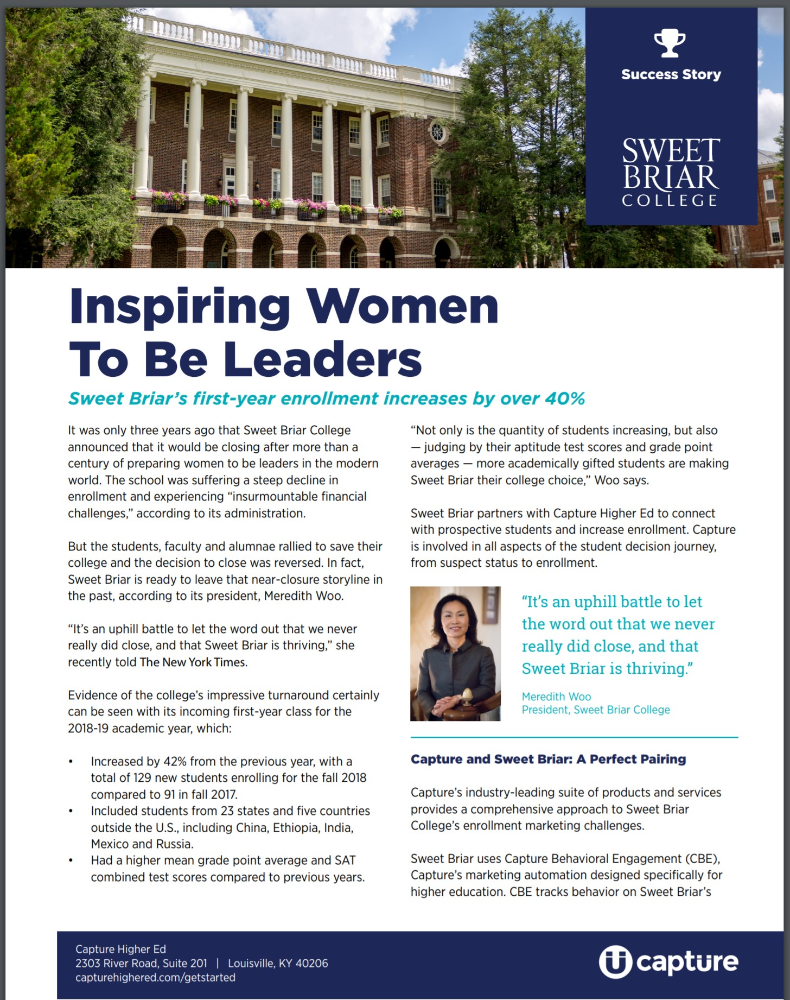 Success Story
SWEET
BRIAR
COLLEGE
Inspiring Women
To Be Leaders
Sweet Briar's first-year enrollment increases by over 40%
It was only three years ago that Sweet Briar College
announced that it would be closing after more than a
century of preparing women to be leaders in the modern
world. The school was suffering a steep decline in
enrollment and experiencing “insurmountable financial
challenges,” according to its administration.
But the students, faculty and alumnae rallied to save their
college and the decision to close was reversed. In fact,
Sweet Briar is ready to leave that near-closure storyline in
the past, according to its president, Meredith Woo.
“It’s an uphill battle to let the word out that we never
really did close, and that Sweet Briar is thriving,” she
recently told The New York Times.
Evidence of the college’s impressive turnaround certainly
can be seen with its incoming first-year class for the
2018-19 academic year, which:
• Increased by 42% from the previous year, with a
total of 129 new students enrolling for the fall 2018
compared to 91 in fall 2017.
• Included students from 23 states and five countries
outside the U.S., including China, Ethiopia, India,
Mexico and Russia.
• Had a higher mean grade point average and SAT
combined test scores compared to previous years.
“Not only is the quantity of students increasing, but also
— judging by their aptitude test scores and grade point
averages — more academically gifted students are making
Sweet Briar their college choice,” Woo says.
Sweet Briar partners with Capture Higher Ed to connect
with prospective students and increase enrollment. Capture
is involved in all aspects of the student decision journey,
from suspect status to enrollment.
“It’s an uphill battle to let
the word out that we never
really did close, and that
Sweet Briar is thriving.”
Meredith Woo
President, Sweet Briar College
Capture and Sweet Briar: A Perfect Pairing
Capture’s industry-leading suite of products and services
provides a comprehensive approach to Sweet Briar
College’s enrollment marketing challenges.
Sweet Briar uses Capture Behavioral Engagement (CBE),
Capture’s marketing automation designed specifically for
higher education. CBE tracks behavior on Sweet Briar’s
Capture Higher Ed
2303 River Road, Suite 201 | Louisville, KY 40206
capturehighered.com/getstarted
capture